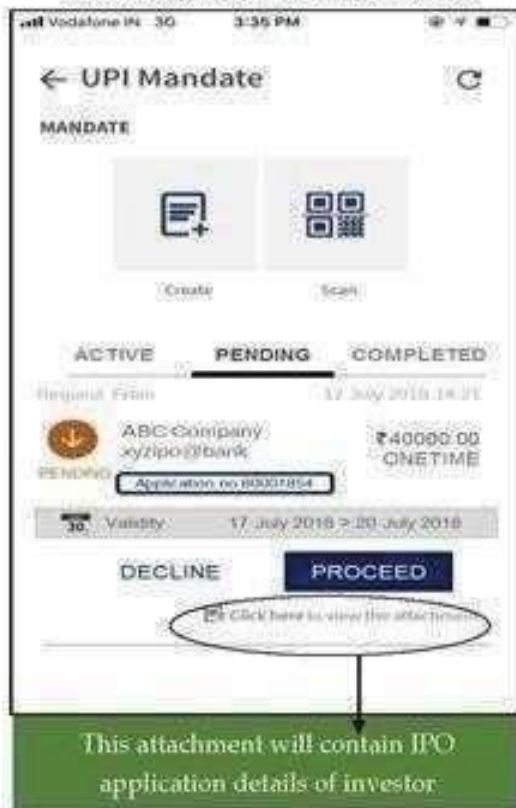 Vodafone IN 3G 3:35 PM
← UPI Mandate
MANDATE
Create Scan
ACTIVE PENDING COMPLETED
Request From 17 July 2018 14:21
ABC Company
xyzipo@bank
₹40000.00
ONETIME
PENDING
Application no 60001854
30 Validity 17 July 2018 > 20 July 2018
DECLINE PROCEED
Click here to view the attachment
This attachment will contain IPO
application details of investor